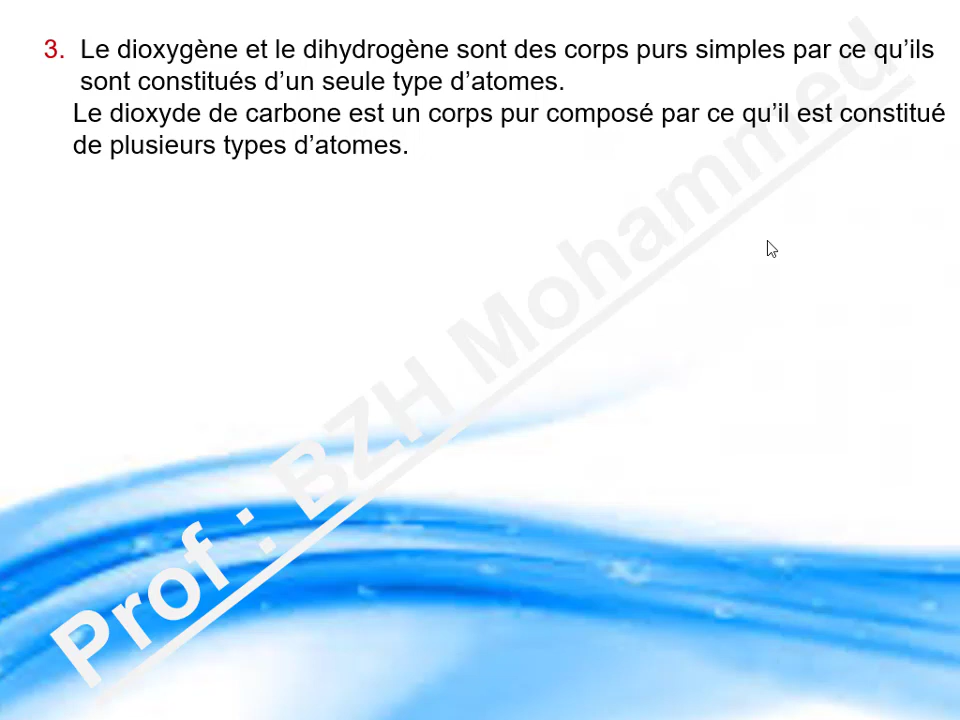 3. Le dioxygène et le dihydrogène sont des corps purs simples par ce qu’ils
sont constitués d’un seule type d’atomes.
Le dioxyde de carbone est un corps pur composé par ce qu’il est constitué
de plusieurs types d’atomes.
Prof : BZH Mohammed